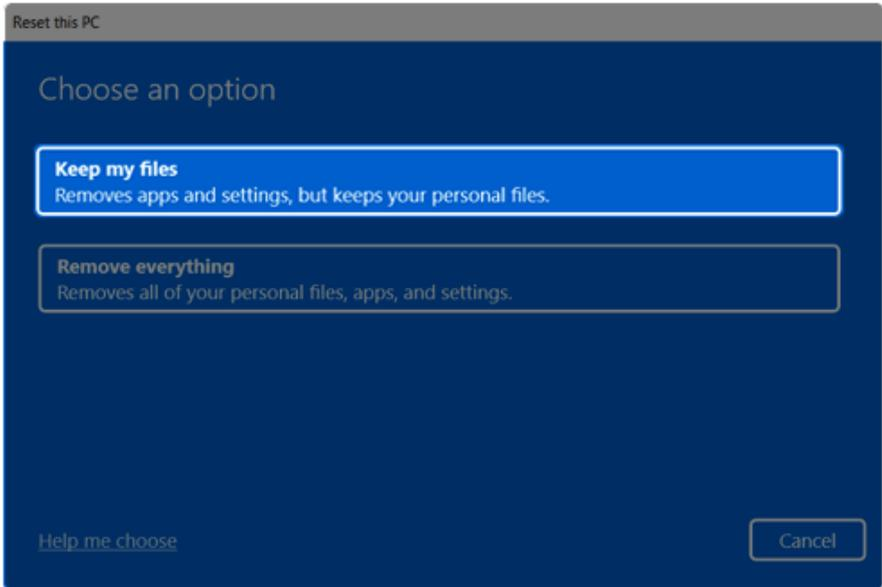 Reset this PC
Choose an option
Keep my files
Removes apps and settings, but keeps your personal files.
Remove everything
Removes all of your personal files, apps, and settings.
Help me choose
Cancel